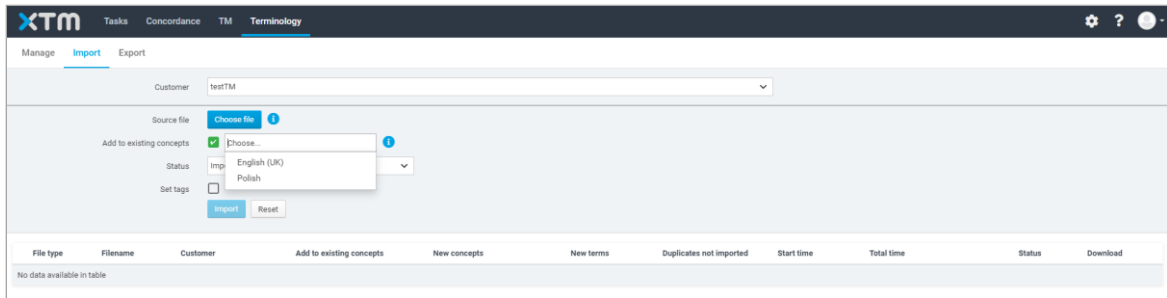 XTM Tasks Concordance TM Terminology ?
Manage Import Export
Customer testTM
Source file Choose file i
Add to existing concepts Choose... i
English (UK)
Status Imp
Polish
Set tags
Import Reset
File type Filename Customer Add to existing concepts New concepts New terms Duplicates not imported Start time Total time Status Download
No data available in table